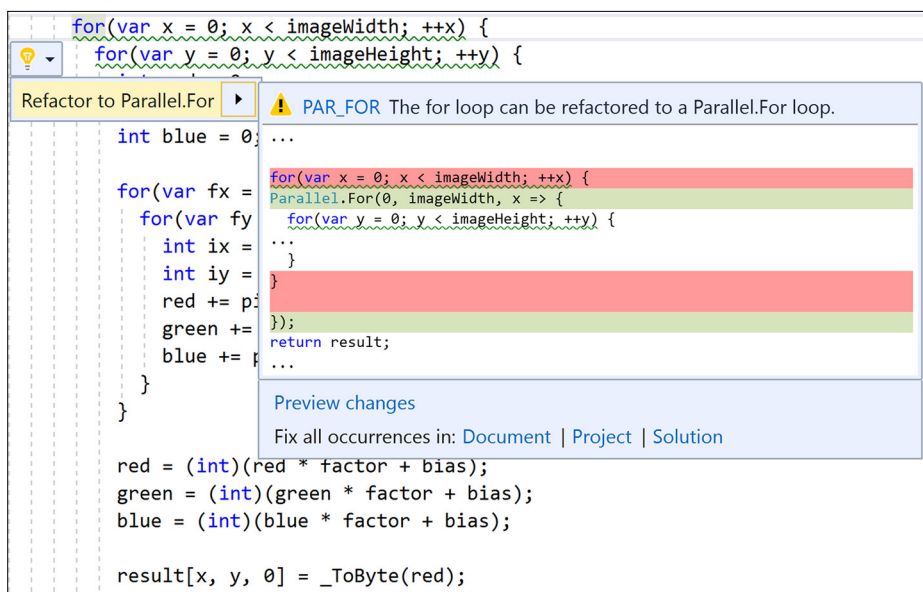 for(var x = 0; x < imageWidth; ++x) {
for(var y = 0; y < imageHeight; ++y) {
Refactor to Parallel.For
PAR_FOR The for loop can be refactored to a Parallel.For loop.
int blue = 0;
...
for(var x = 0; x < imageWidth; ++x) {
Parallel.For(0, imageWidth, x => {
for(var y = 0; y < imageHeight; ++y) {
...
}
}
});
return result;
...
for(var fx =
for(var fy
int ix =
int iy =
red += pi
green +=
blue += p
}
}
Preview changes
Fix all occurrences in: Document | Project | Solution
red = (int)(red * factor + bias);
green = (int)(green * factor + bias);
blue = (int)(blue * factor + bias);
result[x, y, 0] = _ToByte(red);